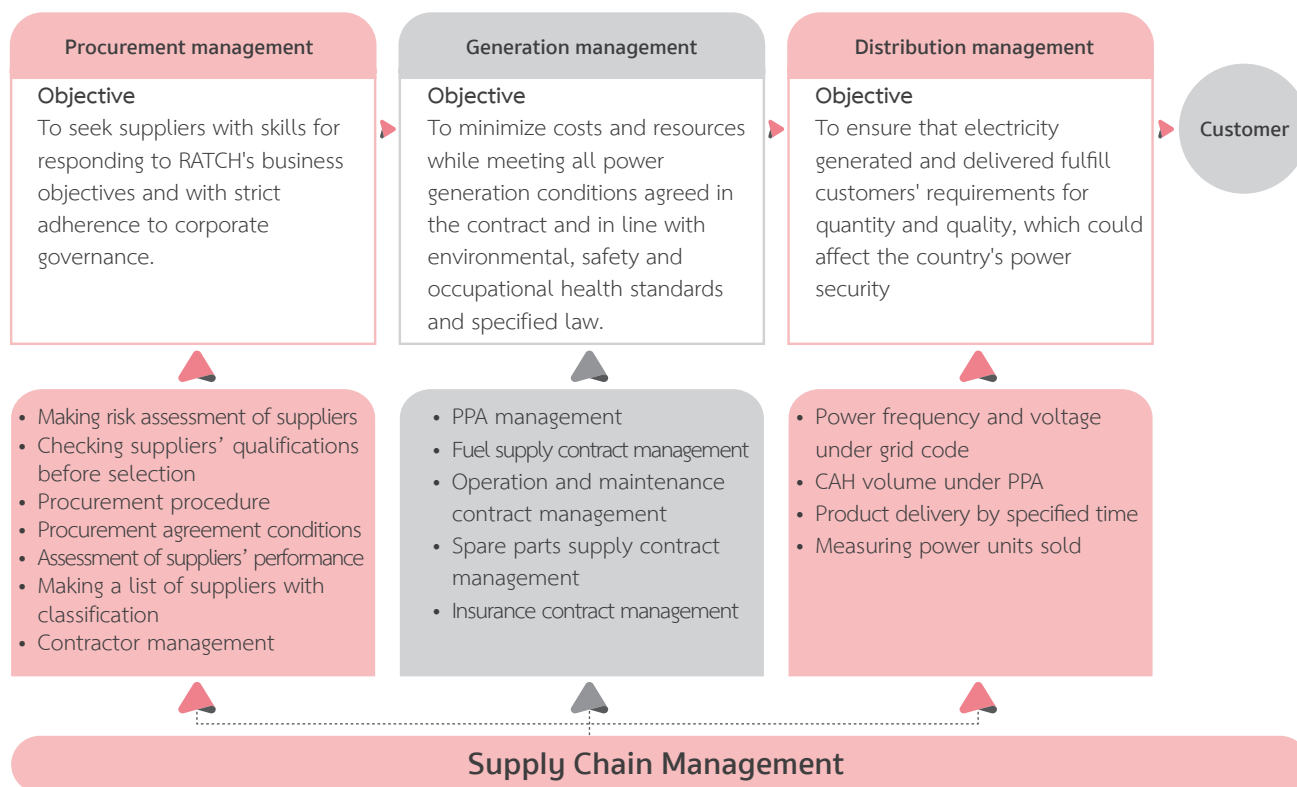 Procurement management
Objective
To seek suppliers with skills for
responding to RATCH's business
objectives and with strict
adherence to corporate
governance.
Generation management
Objective
To minimize costs and resources
while meeting all power
generation conditions agreed in
the contract and in line with
environmental, safety and
occupational health standards
and specified law.
Distribution management
Objective
To ensure that electricity
generated and delivered fulfill
customers' requirements for
quantity and quality, which could
affect the country's power
security
Customer
• Making risk assessment of suppliers
• Checking suppliers’ qualifications
before selection
• Procurement procedure
• Procurement agreement conditions
• Assessment of suppliers’ performance
• Making a list of suppliers with
classification
• Contractor management
• PPA management
• Fuel supply contract management
• Operation and maintenance
contract management
• Spare parts supply contract
management
• Insurance contract management
• Power frequency and voltage
under grid code
• CAH volume under PPA
• Product delivery by specified time
• Measuring power units sold
Supply Chain Management